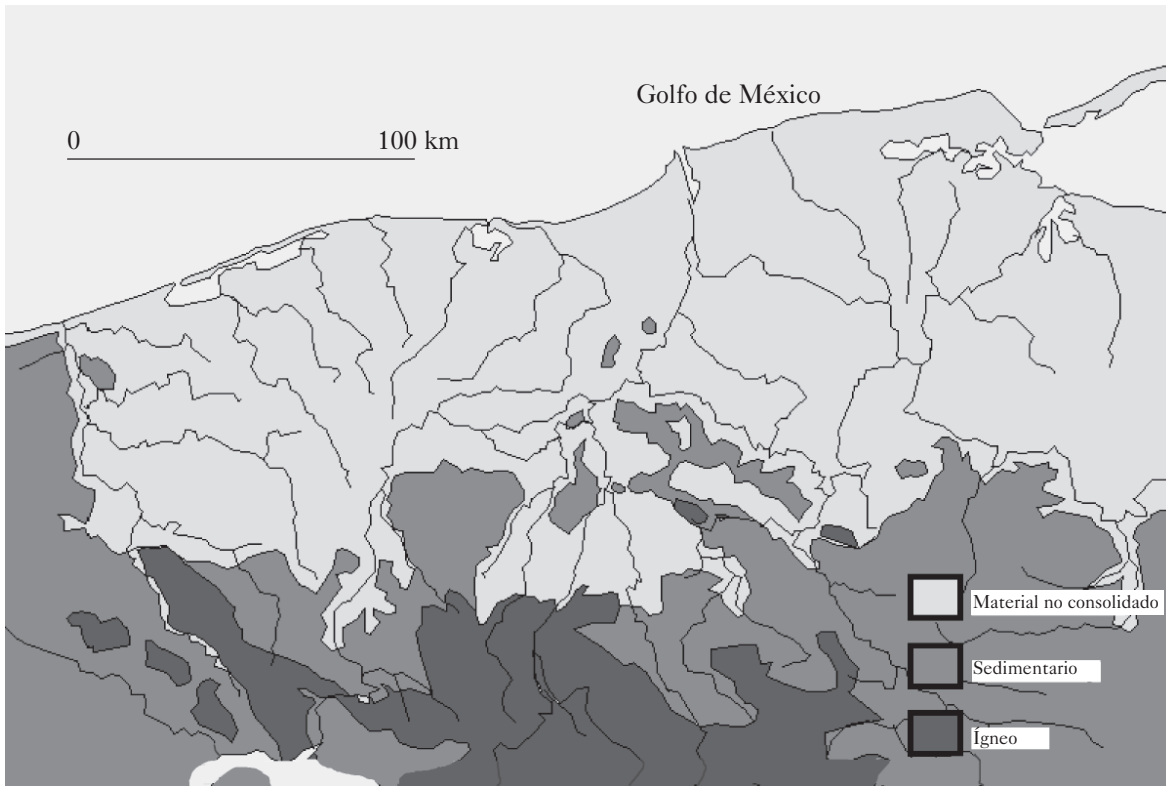 Golfo de México
0 100 km
Material no consolidado
Sedimentario
Ígneo